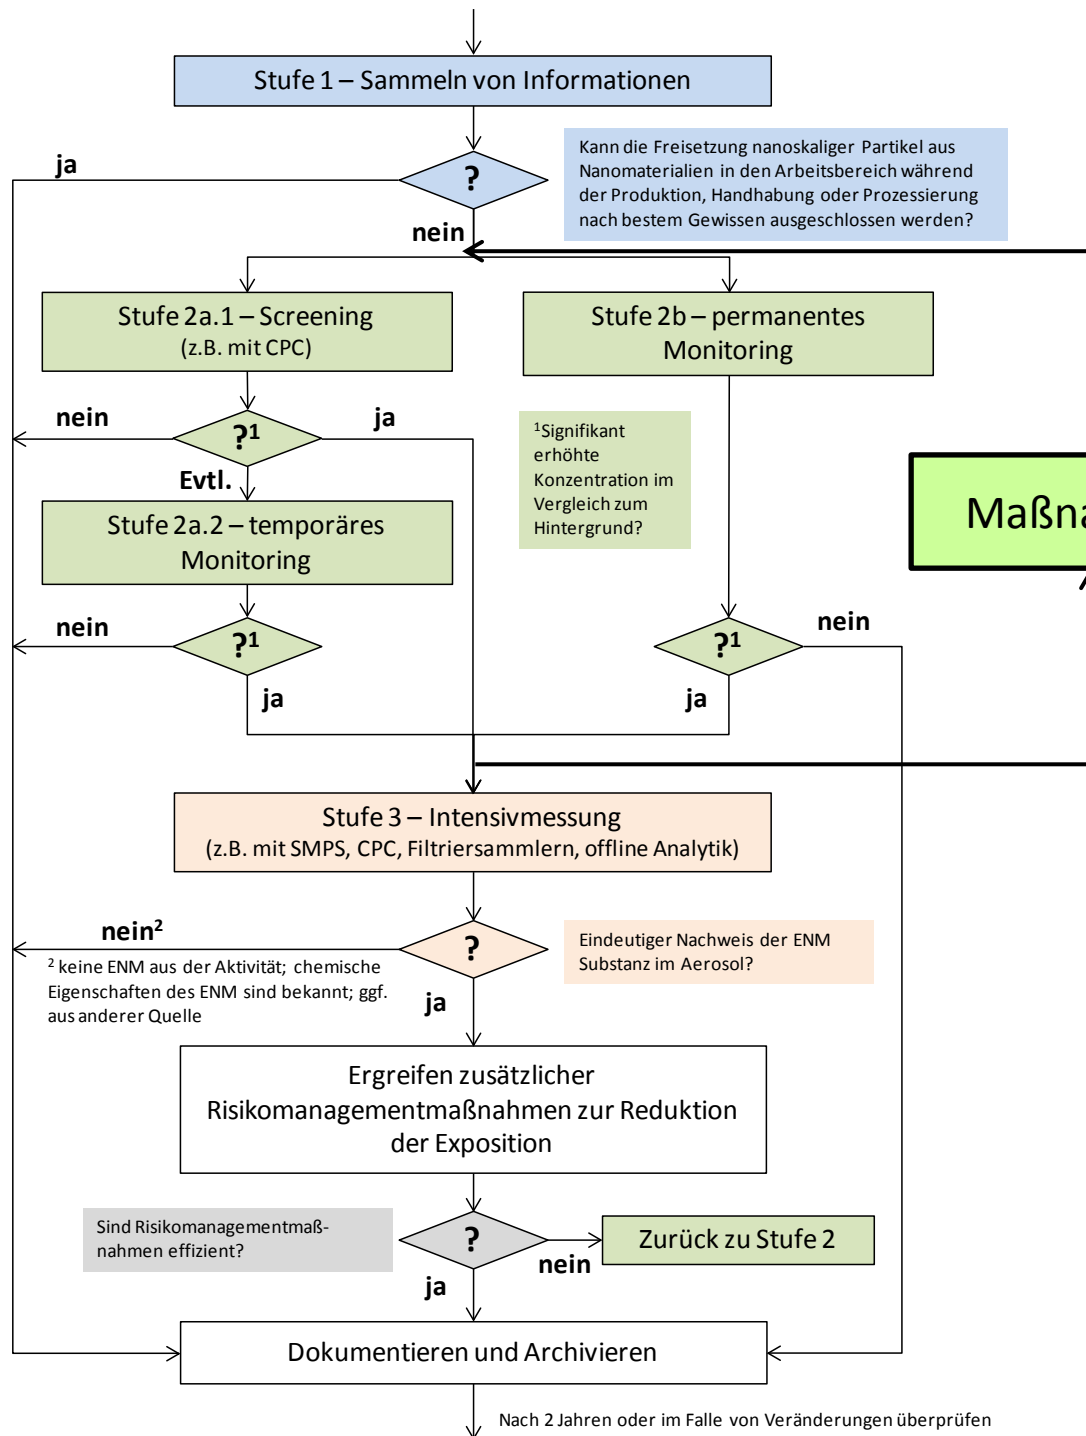 Stufe 1 – Sammeln von Informationen
ja
?
Kann die Freisetzung nanoskaliger Partikel aus
Nanomaterialien in den Arbeitsbereich während
der Produktion, Handhabung oder Prozessierung
nach bestem Gewissen ausgeschlossen werden?
nein
Stufe 2a.1 – Screening
(z.B. mit CPC)
Stufe 2b – permanentes
Monitoring
nein
?1
ja
1Signifikant
erhöhte
Konzentration im
Vergleich zum
Hintergrund?
Evtl.
Stufe 2a.2 – temporäres
Monitoring
Maßna
nein
?1
ja
?1
nein
ja
Stufe 3 – Intensivmessung
(z.B. mit SMPS, CPC, Filtriersammlern, offline Analytik)
nein2
?
Eindeutiger Nachweis der ENM
Substanz im Aerosol?
2 keine ENM aus der Aktivität; chemische
Eigenschaften des ENM sind bekannt; ggf.
aus anderer Quelle
ja
Ergreifen zusätzlicher
Risikomanagementmaßnahmen zur Reduktion
der Exposition
Sind Risikomanagementmaß-
nahmen effizient?
?
nein
Zurück zu Stufe 2
ja
Dokumentieren und Archivieren
Nach 2 Jahren oder im Falle von Veränderungen überprüfen